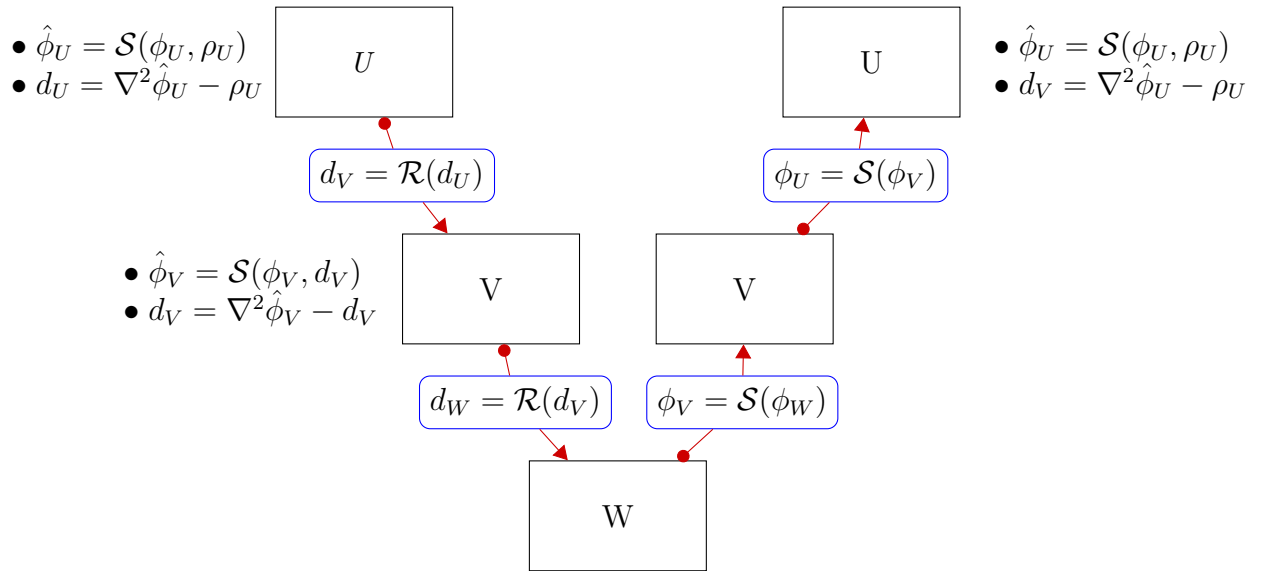 • $\hat{\phi}_U = \mathcal{S}(\phi_U, \rho_U)$
• $d_U = \nabla^2 \hat{\phi}_U - \rho_U$
U
U
• $\hat{\phi}_U = \mathcal{S}(\phi_U, \rho_U)$
• $d_V = \nabla^2 \hat{\phi}_U - \rho_U$
$d_V = \mathcal{R}(d_U)$
$\phi_U = \mathcal{S}(\phi_V)$
• $\hat{\phi}_V = \mathcal{S}(\phi_V, d_V)$
• $d_V = \nabla^2 \hat{\phi}_V - d_V$
V
V
$d_W = \mathcal{R}(d_V)$
$\phi_V = \mathcal{S}(\phi_W)$
W